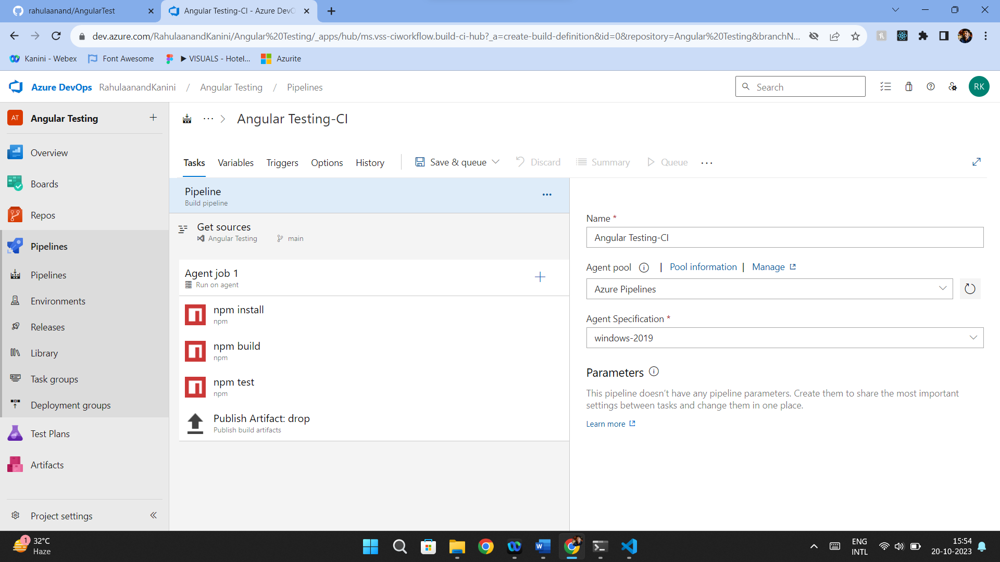 rahulaanand/AngularTest
Angular Testing-CI - Azure DevO
dev.azure.com/RahulaanandKanini/Angular%20Testing/_apps/hub/ms.vss-ciworkflow.build-ci-hub?_a=create-build-definition&id=0&repository=Angular%20Testing&branchN...
Kanini - Webex
Font Awesome
▶ VISUALS - Hotel...
Azurite
Azure DevOps RahulaanandKanini / Angular Testing / Pipelines
Search
RK
AT Angular Testing
Overview
Boards
Repos
Pipelines
Pipelines
Environments
Releases
Library
Task groups
Deployment groups
Test Plans
Artifacts
Project settings
... > Angular Testing-CI
Tasks Variables Triggers Options History Save & queue Discard Summary Queue ...
Pipeline
Build pipeline
Get sources
Angular Testing main
Agent job 1
Run on agent
npm install
npm
npm build
npm
npm test
npm
Publish Artifact: drop
Publish build artifacts
Name *
Angular Testing-CI
Agent pool | Pool information | Manage
Azure Pipelines
Agent Specification *
windows-2019
Parameters
This pipeline doesn't have any pipeline parameters. Create them to share the most important
settings between tasks and change them in one place.
Learn more
1
32°C
Haze
ENG
INTL
15:54
20-10-2023